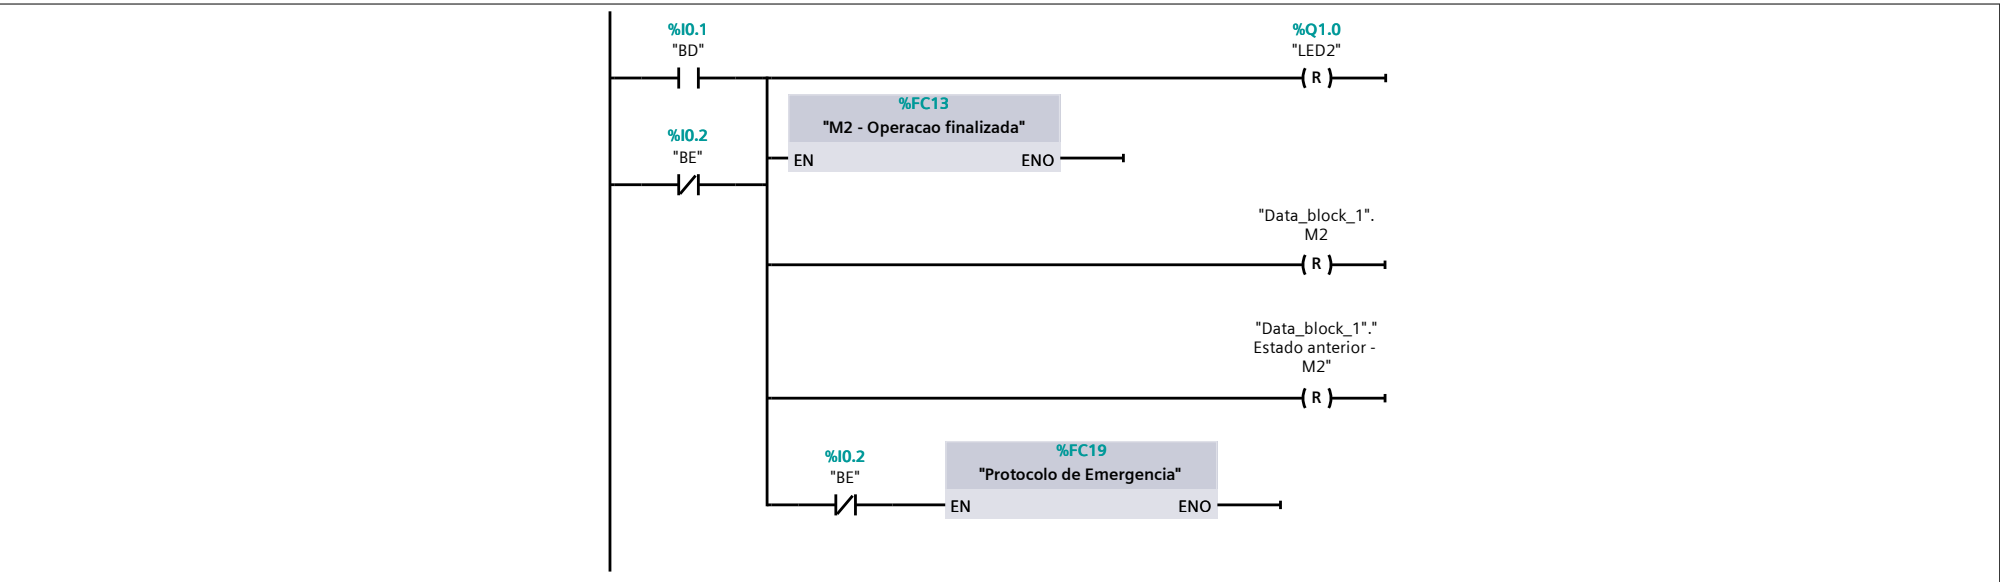 %I0.1
"BD"
%Q1.0
"LED2"
( R )
%FC13
"M2 - Operacao finalizada"
EN
ENO
%I0.2
"BE"
"Data_block_1".
M2
( R )
"Data_block_1"."
Estado anterior -
M2"
( R )
%I0.2
"BE"
%FC19
"Protocolo de Emergencia"
EN
ENO